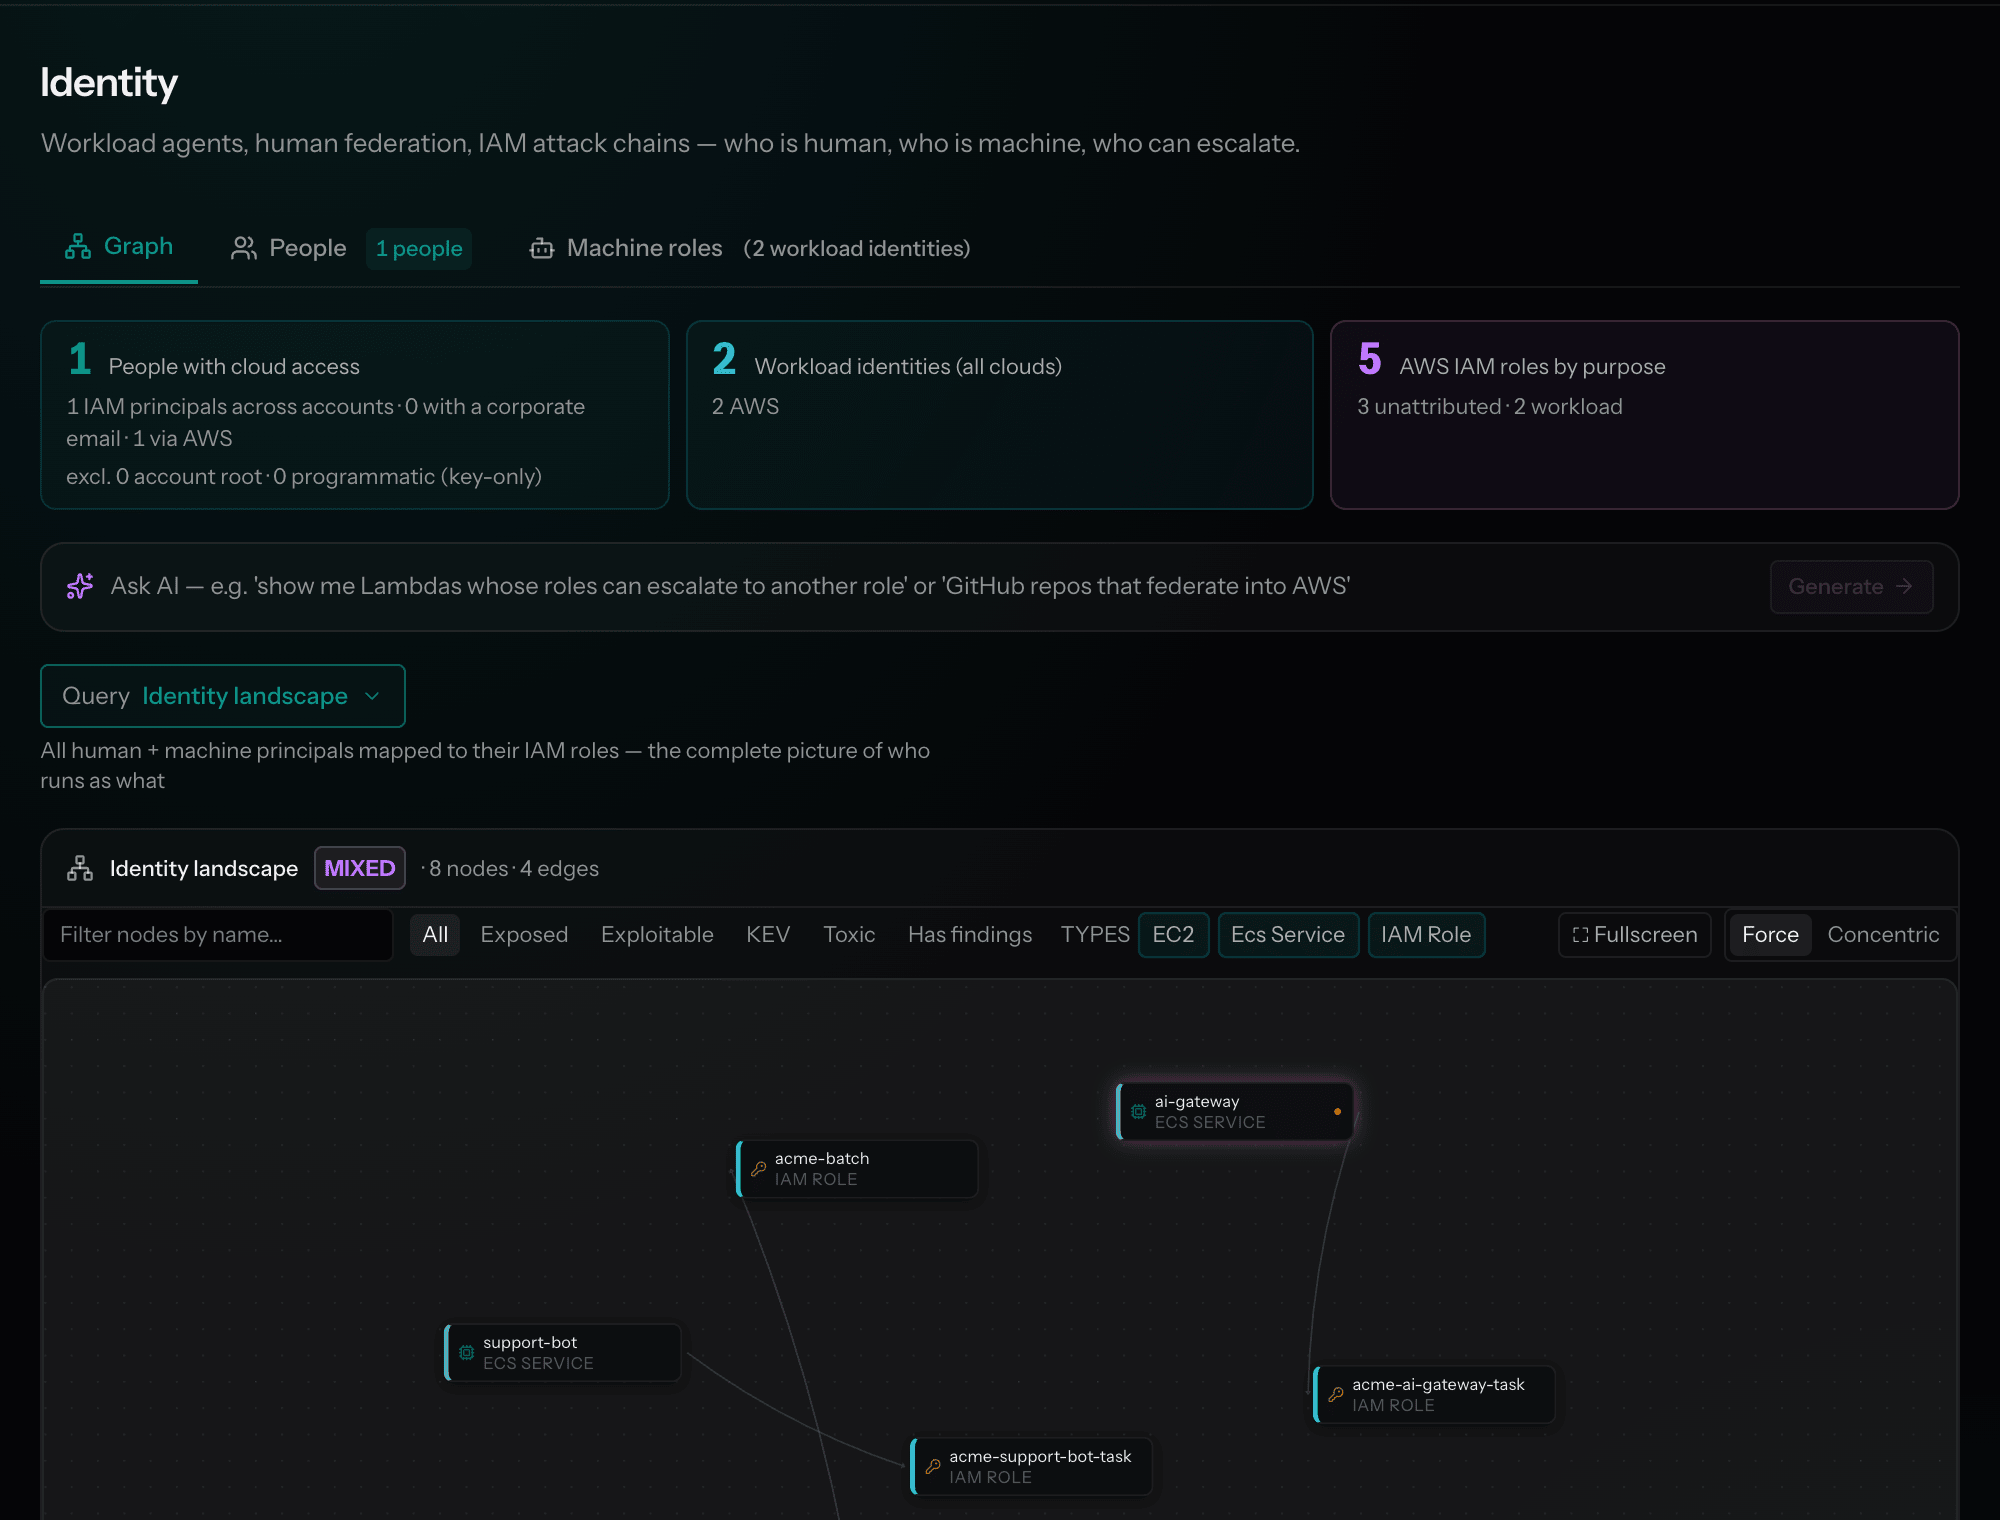 Identity
Workload agents, human federation, IAM attack chains — who is human, who is machine, who can escalate.
Graph
People
1 people
Machine roles
(2 workload identities)
1 People with cloud access
1 IAM principals across accounts · 0 with a corporate
email · 1 via AWS
excl. 0 account root · 0 programmatic (key-only)
2 Workload identities (all clouds)
2 AWS
5 AWS IAM roles by purpose
3 unattributed · 2 workload
Ask AI — e.g. 'show me Lambdas whose roles can escalate to another role' or 'GitHub repos that federate into AWS'
Generate →
Query Identity landscape
All human + machine principals mapped to their IAM roles — the complete picture of who
runs as what
Identity landscape MIXED · 8 nodes · 4 edges
Filter nodes by name...
All
Exposed
Exploitable
KEV
Toxic
Has findings
TYPES
EC2
Ecs Service
IAM Role
Fullscreen
Force
Concentric
ai-gateway
ECS SERVICE
acme-batch
IAM ROLE
support-bot
ECS SERVICE
acme-ai-gateway-task
IAM ROLE
acme-support-bot-task
IAM ROLE